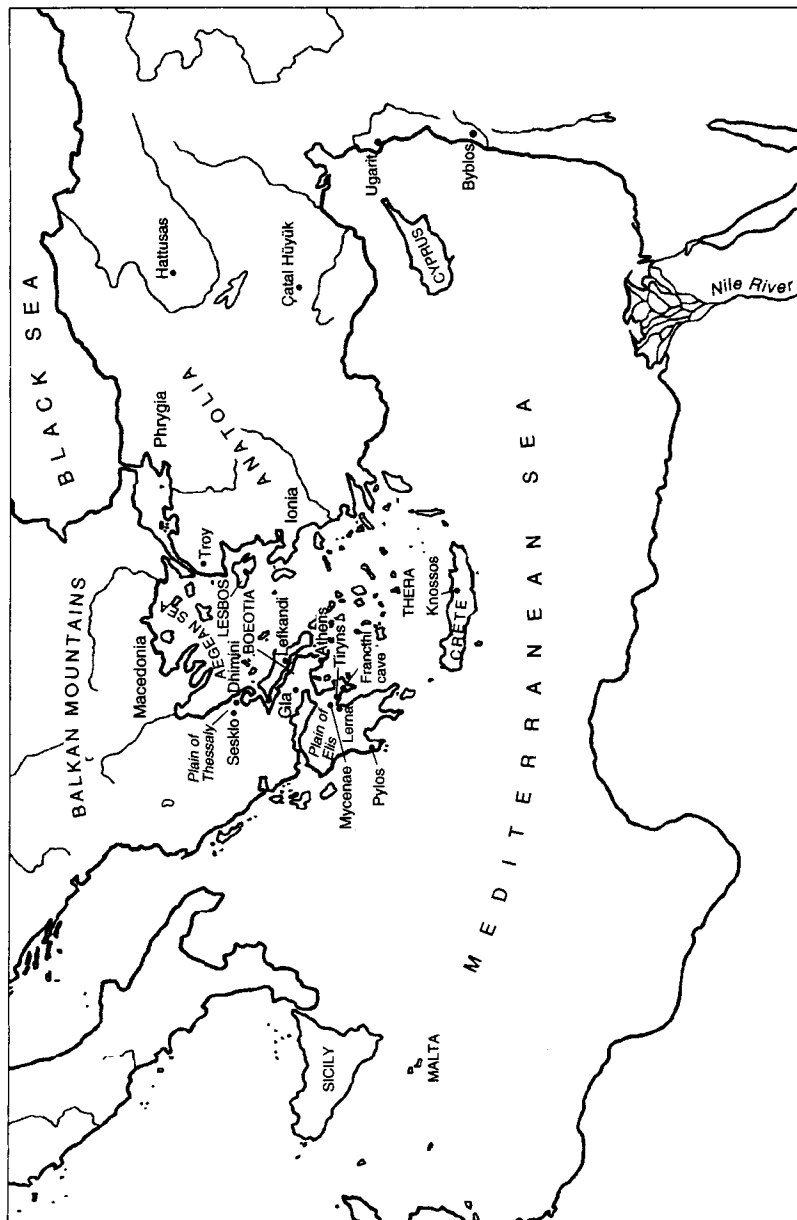 BLACK SEA
BALKAN MOUNTAINS
Macedonia
Phrygia
Hattusas
AEGEAN SEA
Troy
ANATOLIA
Plain of
Thessaly
Sesklo
Dhimini
LESBOS
BOEOTIA
Lefkandi
Ionia
Çatal Hüyük
Gla
Athens
Tiryns
Plain of
Elis
Lerna
Francthi
cave
Mycenae
Pylos
THERA
Knossos
CRETE
CYPRUS
Ugarit
Byblos
SICILY
MALTA
MEDITERRANEAN SEA
Nile River